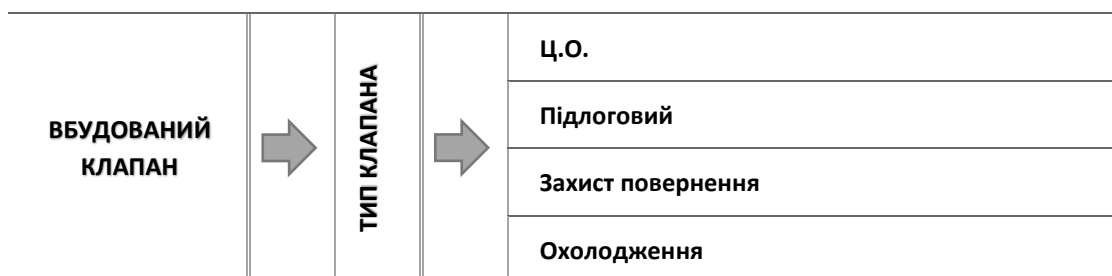 ВБУДОВАНИЙ
КЛАПАН
ТИП КЛАПАНА
Ц.О.
Підлоговий
Захист повернення
Охолодження